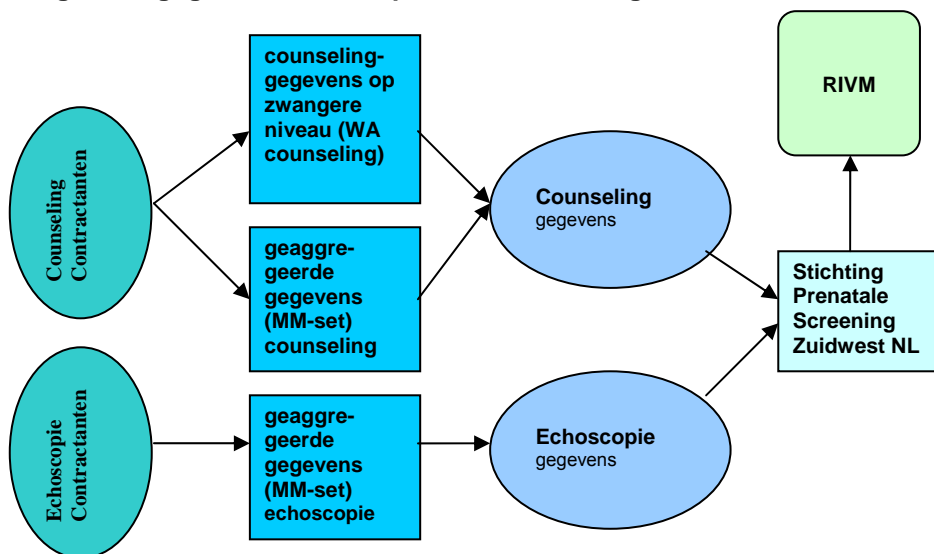 counseling-
gegevens op
zwangere
niveau (WA
counseling)
RIVM
Counseling
Contractanten
Counseling
gegevens
geaggre-
geerde
gegevens
(MM-set)
counseling
Stichting
Prenatale
Screening
Zuidwest NL
Echoscopie
Contractanten
geaggre-
geerde
gegevens
(MM-set)
echoscopie
Echoscopie
gegevens